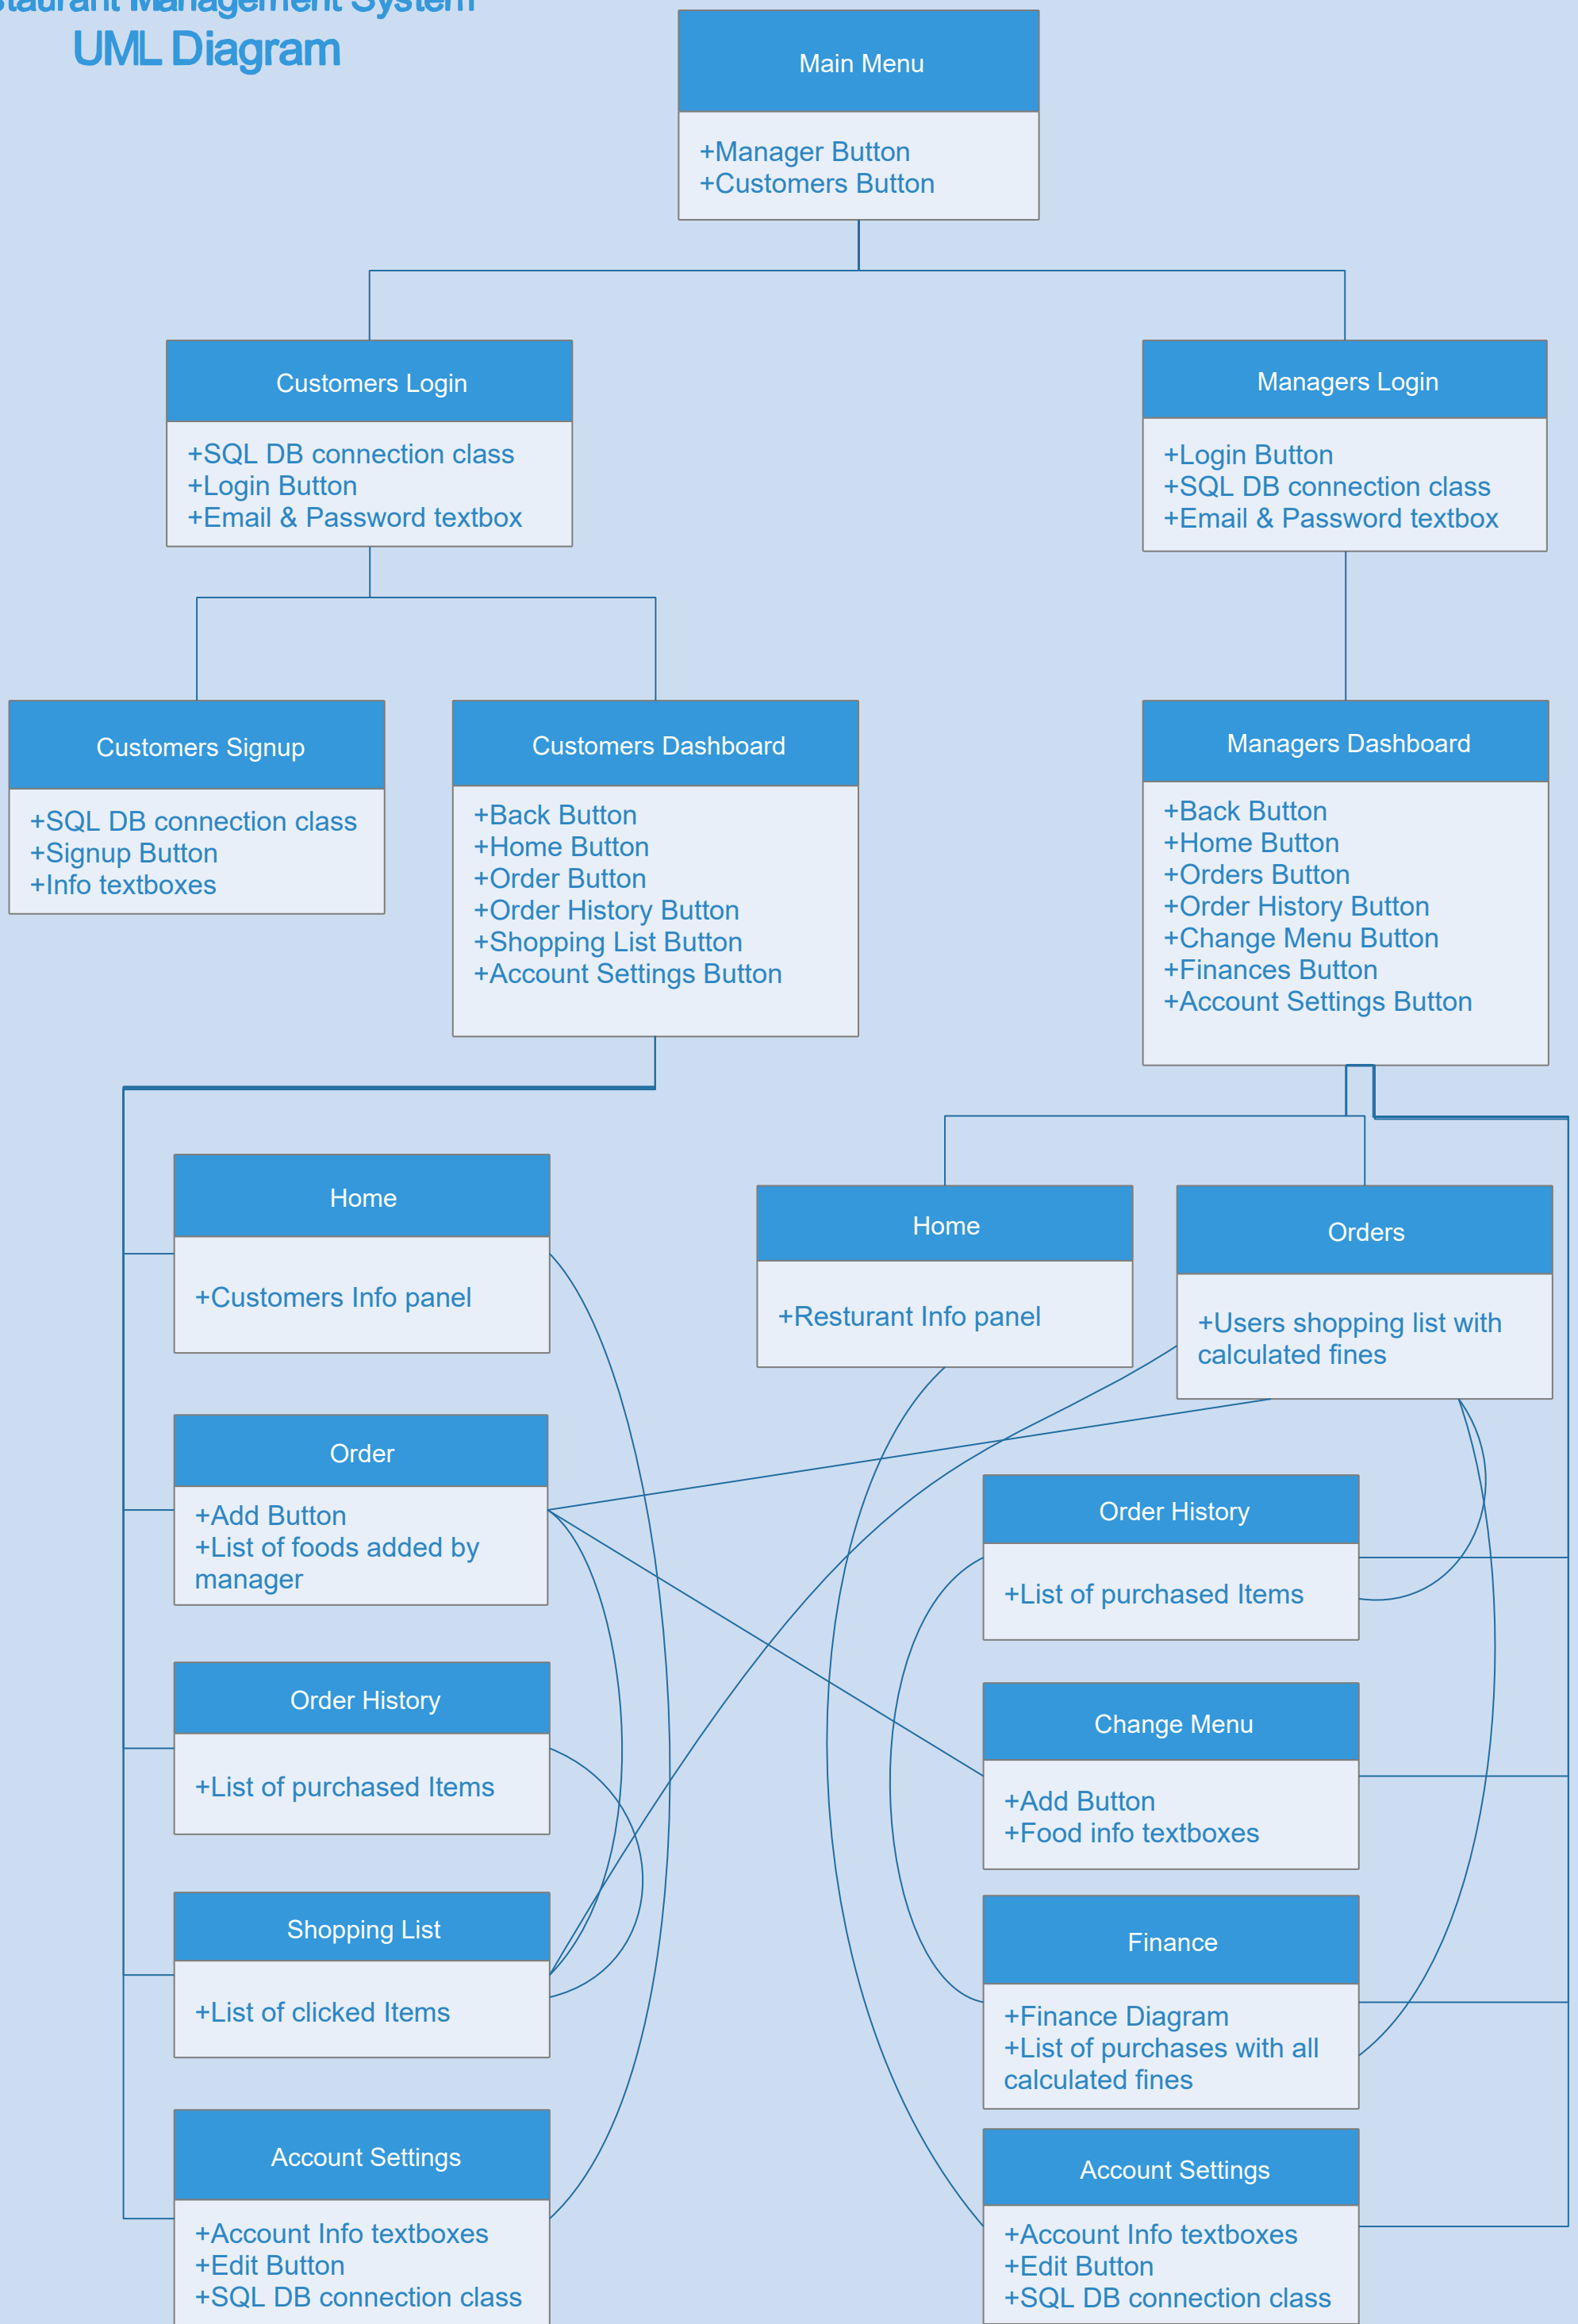 staurant Management System
UML Diagram
Main Menu
+Manager Button
+Customers Button
Customers Login
+SQL DB connection class
+Login Button
+Email & Password textbox
Managers Login
+Login Button
+SQL DB connection class
+Email & Password textbox
Customers Signup
+SQL DB connection class
+Signup Button
+Info textboxes
Customers Dashboard
+Back Button
+Home Button
+Order Button
+Order History Button
+Shopping List Button
+Account Settings Button
Managers Dashboard
+Back Button
+Home Button
+Orders Button
+Order History Button
+Change Menu Button
+Finances Button
+Account Settings Button
Home
+Customers Info panel
Home
+Resturant Info panel
Orders
+Users shopping list with
calculated fines
Order
+Add Button
+List of foods added by
manager
Order History
+List of purchased Items
Order History
+List of purchased Items
Change Menu
+Add Button
+Food info textboxes
Shopping List
+List of clicked Items
Finance
+Finance Diagram
+List of purchases with all
calculated fines
Account Settings
+Account Info textboxes
+Edit Button
+SQL DB connection class
Account Settings
+Account Info textboxes
+Edit Button
+SQL DB connection class